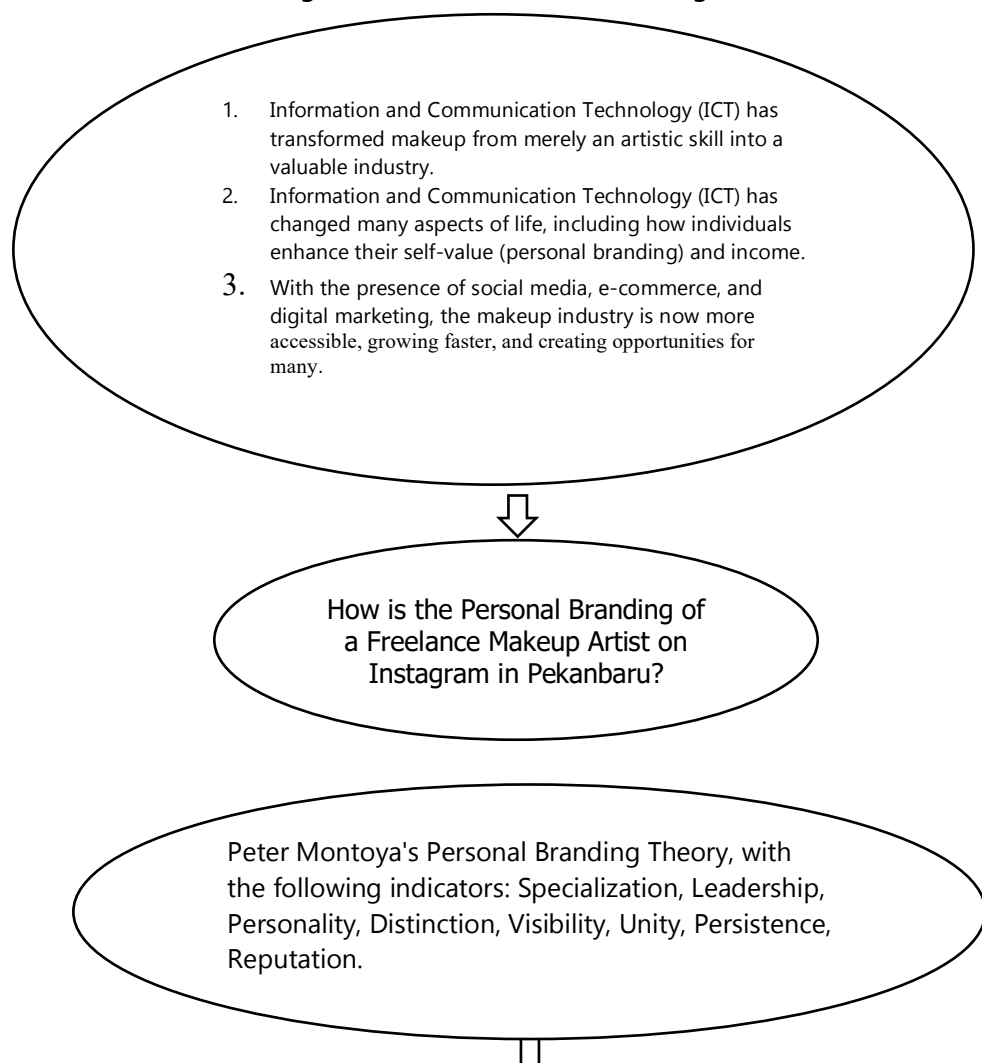 1. Information and Communication Technology (ICT) has
transformed makeup from merely an artistic skill into a
valuable industry.
2. Information and Communication Technology (ICT) has
changed many aspects of life, including how individuals
enhance their self-value (personal branding) and income.
3. With the presence of social media, e-commerce, and
digital marketing, the makeup industry is now more
accessible, growing faster, and creating opportunities for
many.
How is the Personal Branding of
a Freelance Makeup Artist on
Instagram in Pekanbaru?
Peter Montoya's Personal Branding Theory, with
the following indicators: Specialization, Leadership,
Personality, Distinction, Visibility, Unity, Persistence,
Reputation.